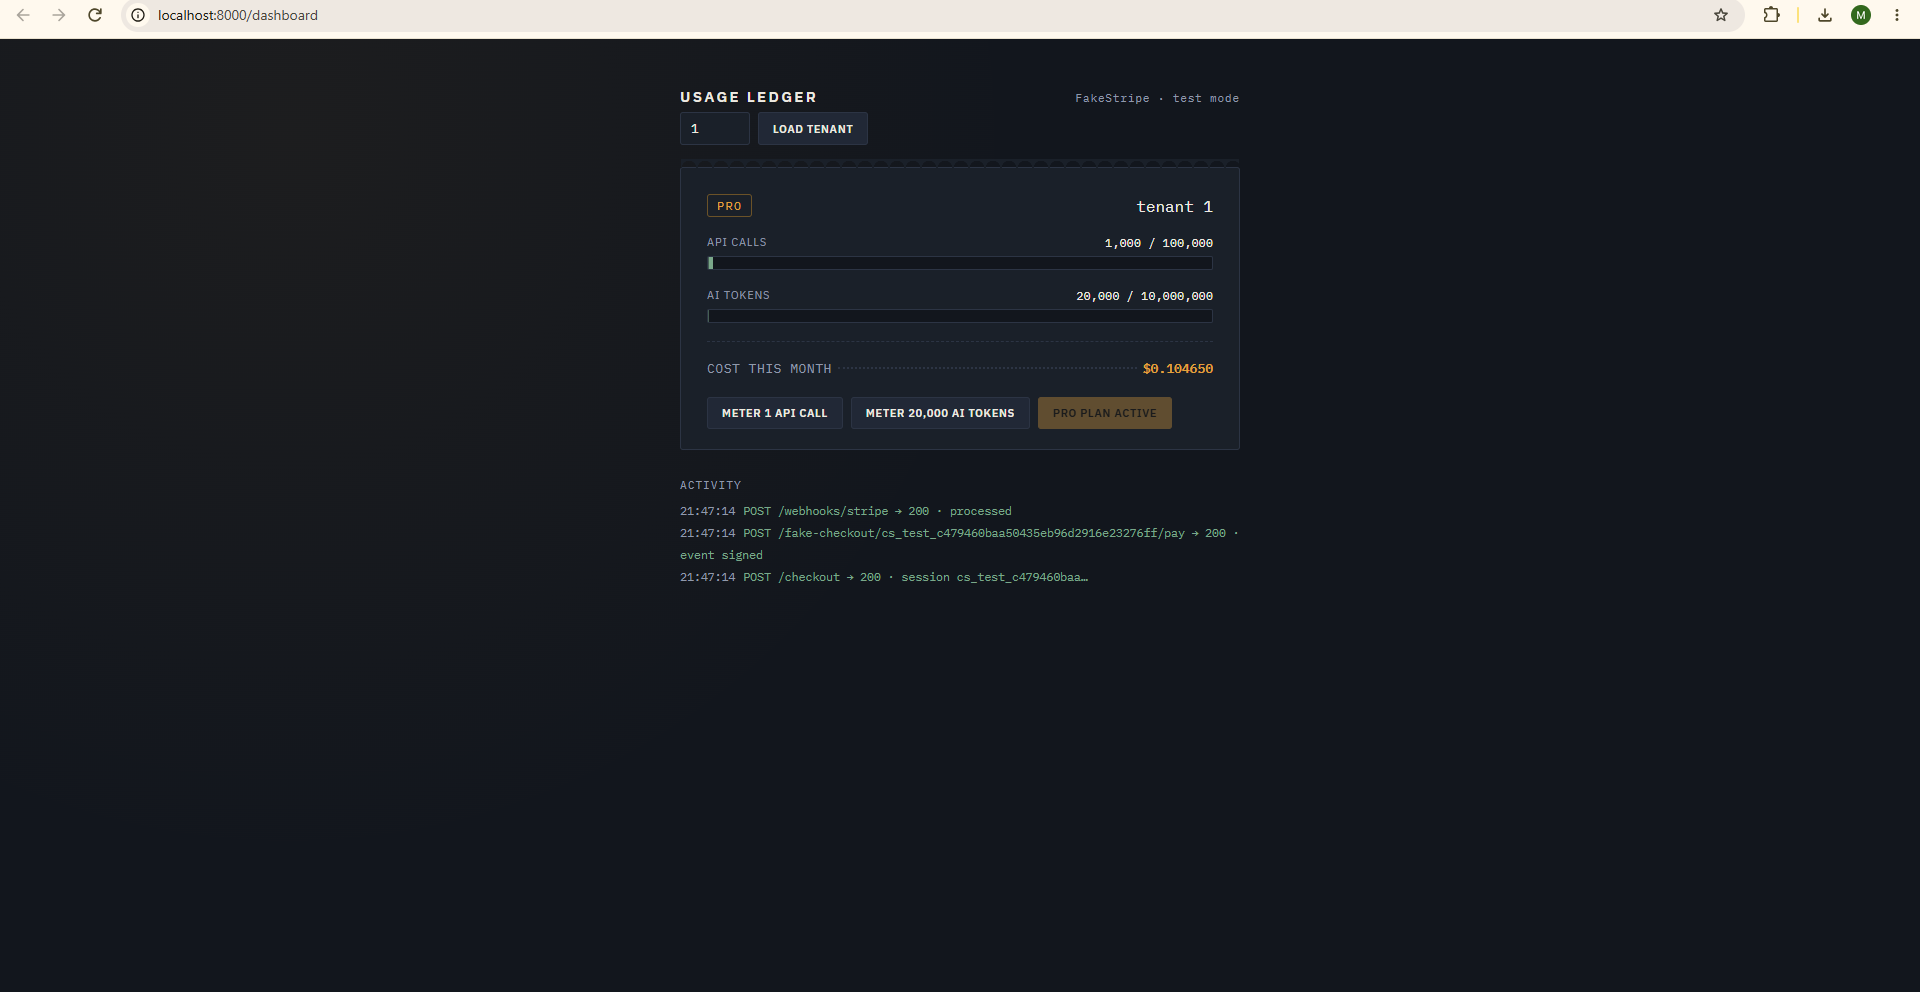 localhost:8000/dashboard
M
USAGE LEDGER
FakeStripe · test mode
1
LOAD TENANT
PRO
tenant 1
API CALLS
1,000 / 100,000
AI TOKENS
20,000 / 10,000,000
COST THIS MONTH
$0.104650
METER 1 API CALL
METER 20,000 AI TOKENS
PRO PLAN ACTIVE
ACTIVITY
21:47:14 POST /webhooks/stripe → 200 · processed
21:47:14 POST /fake-checkout/cs_test_c479460baa50435eb96d2916e23276ff/pay → 200 ·
event signed
21:47:14 POST /checkout → 200 · session cs_test_c479460baa…